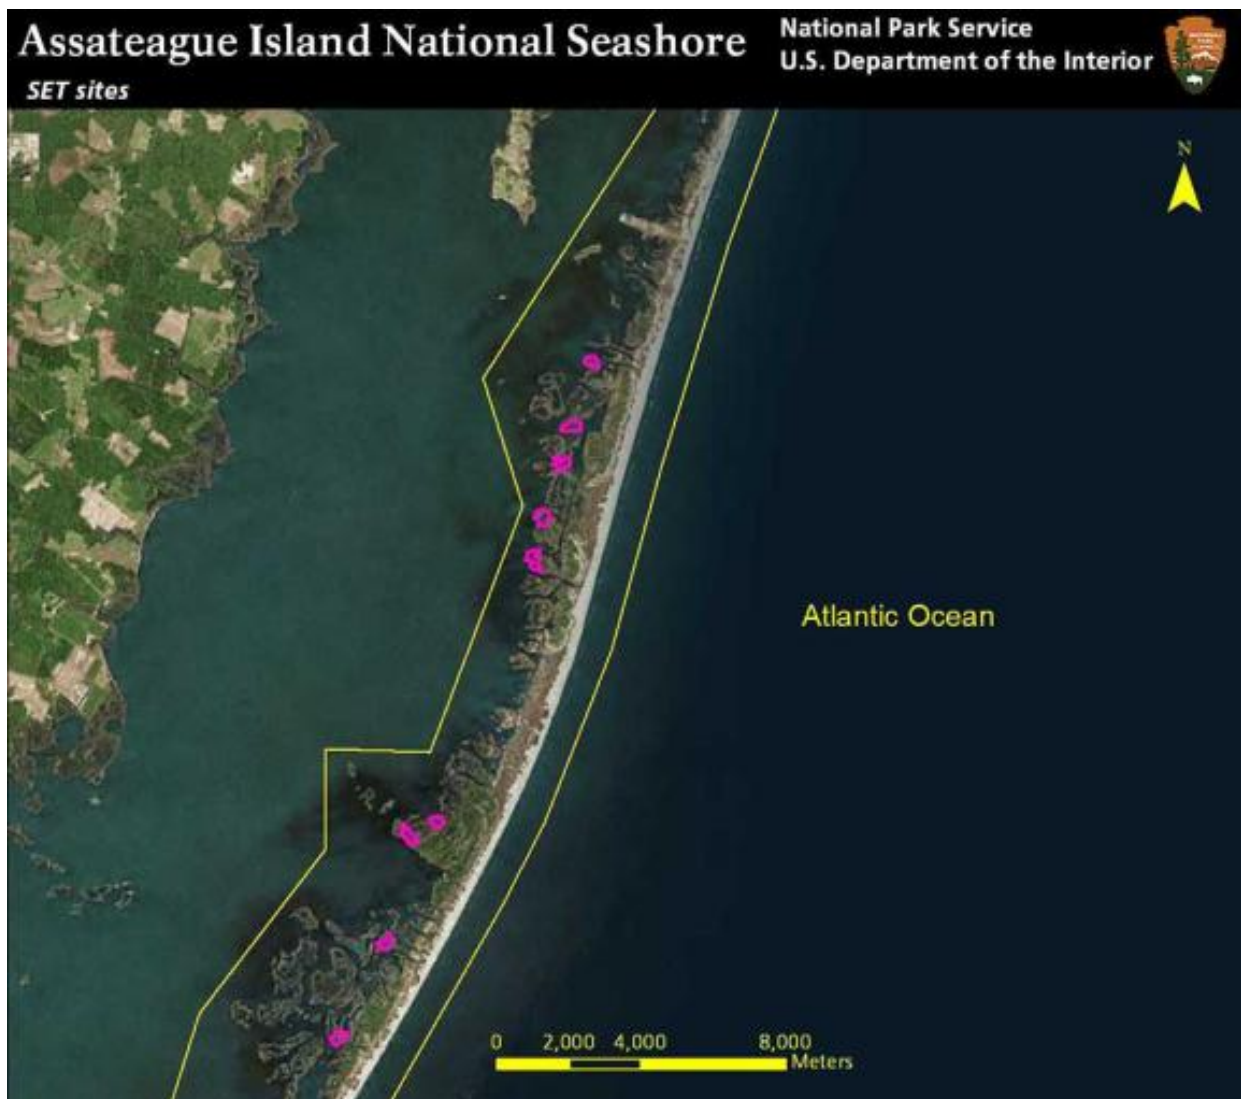 Assateague Island National Seashore
SET sites
National Park Service
U.S. Department of the Interior
N
Atlantic Ocean
0 2,000 4,000 8,000
Meters